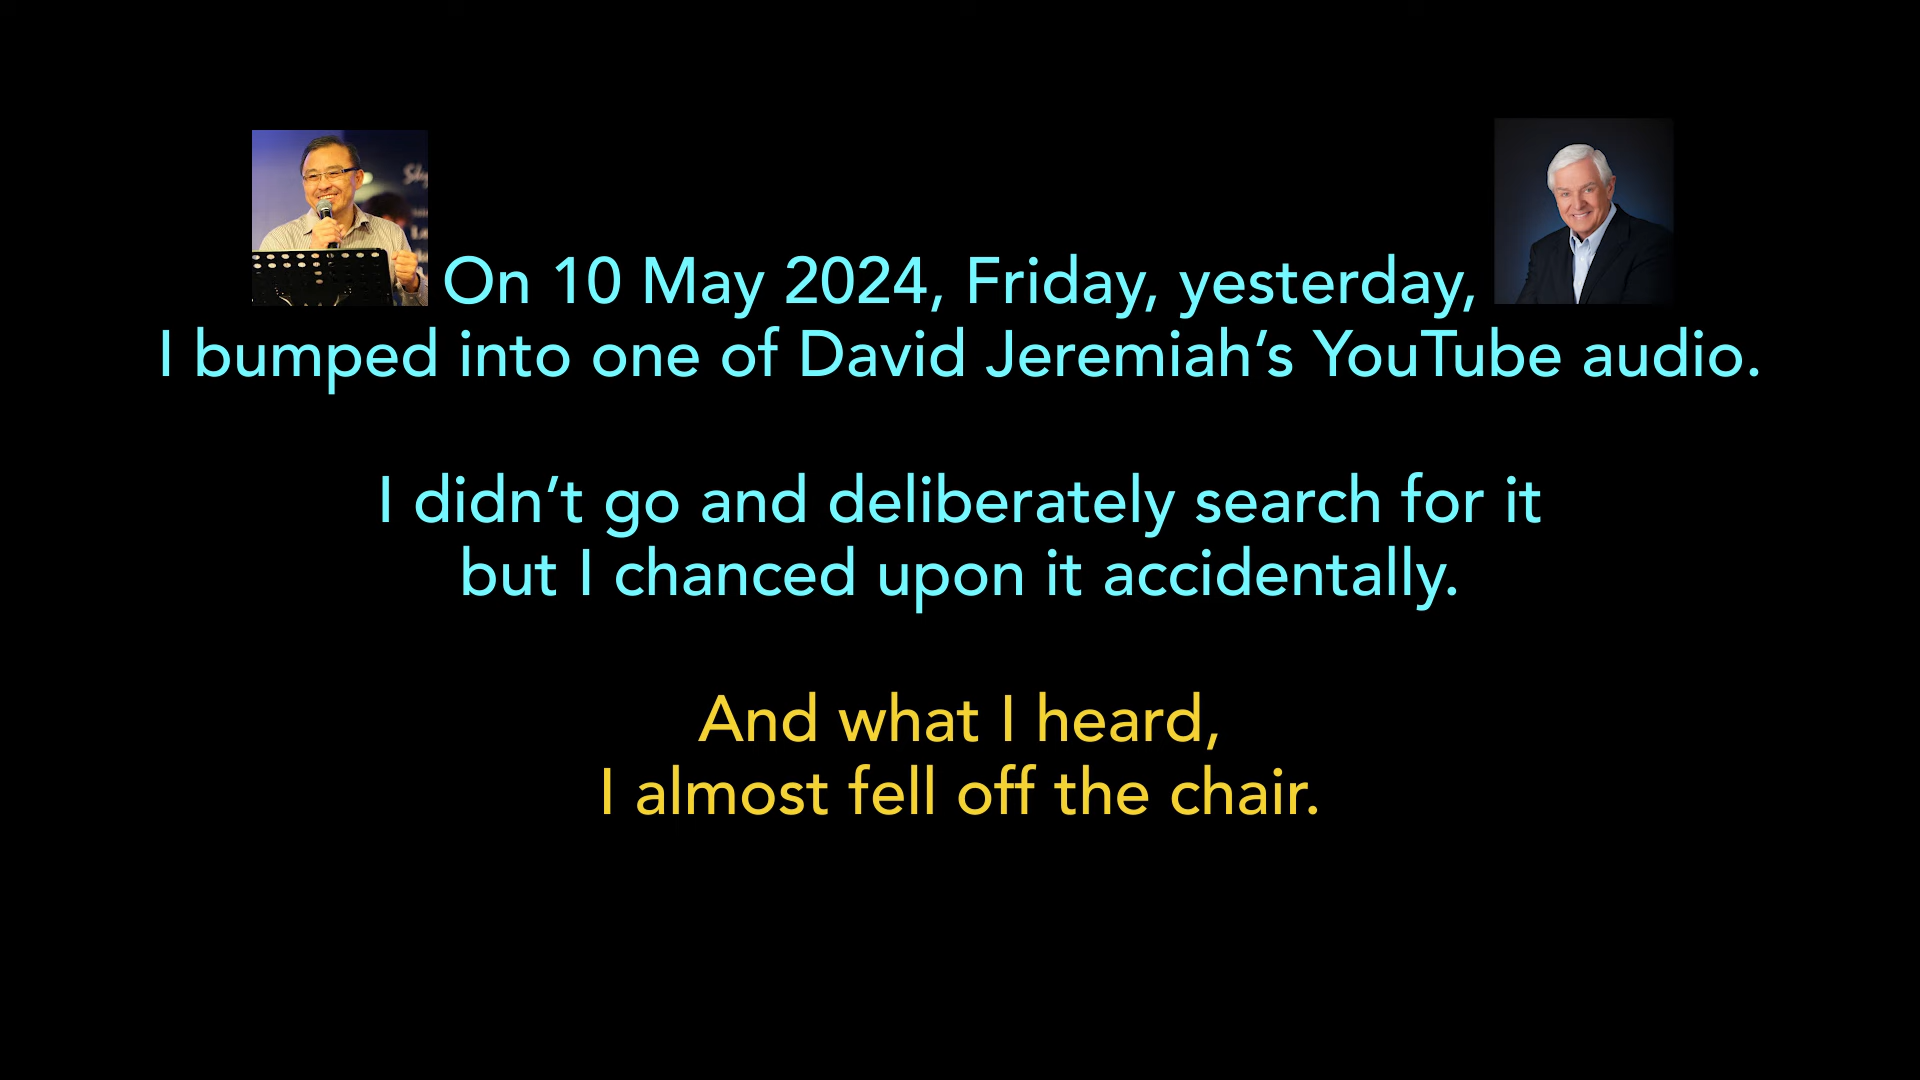 On 10 May 2024, Friday, yesterday,
I bumped into one of David Jeremiah’s YouTube audio.
I didn’t go and deliberately search for it
but I chanced upon it accidentally.
And what I heard,
I almost fell off the chair.